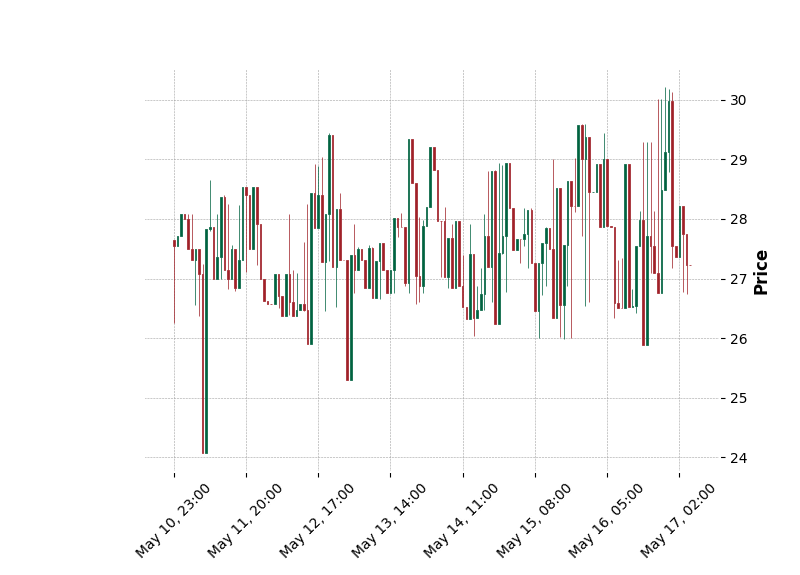 30
29
28
27
26
25
24
Price
May 10, 23:00
May 11, 20:00
May 12, 17:00
May 13, 14:00
May 14, 11:00
May 15, 08:00
May 16, 05:00
May 17, 02:00